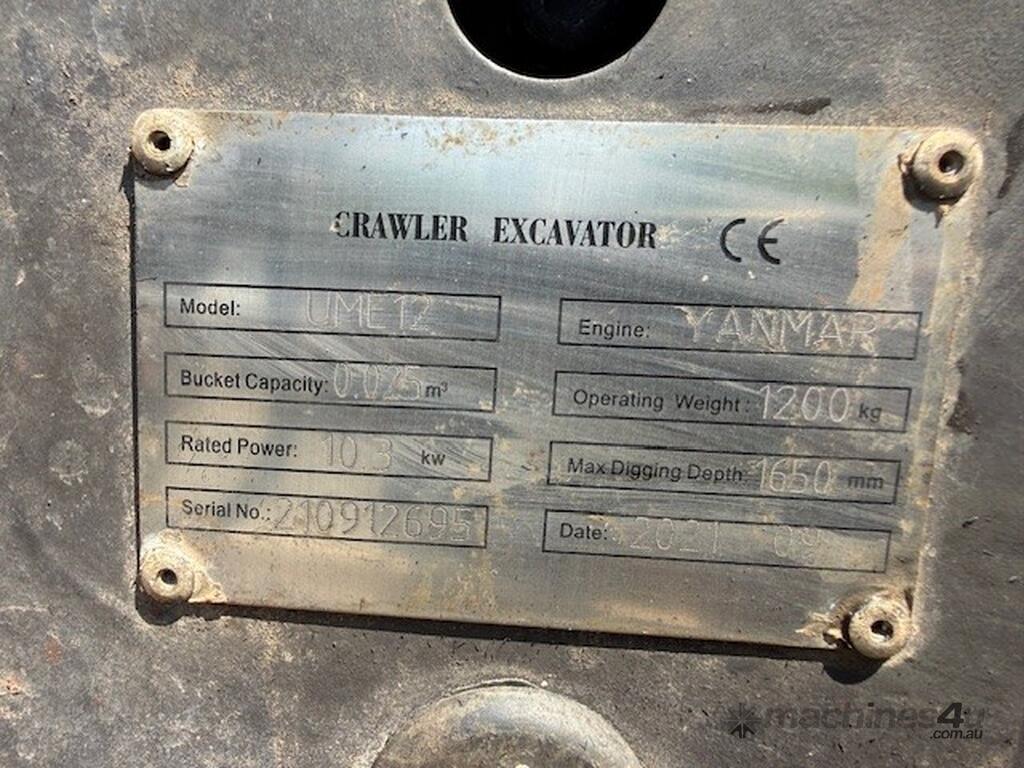 CRAWLER EXCAVATOR CE
Model: UME12
Engine: YANMAR
Bucket Capacity: 0.025 m³
Operating Weight: 1200 kg
Rated Power: 10.3 kw
Max Digging Depth: 1650 mm
Serial No.: 210912695
Date: 2021 09
machines4u
.com.au